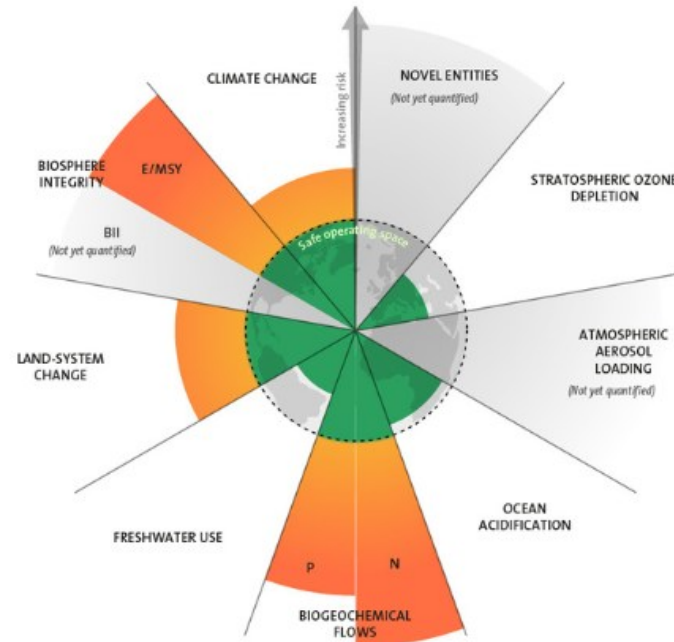 CLIMATE CHANGE
Increasing risk
NOVEL ENTITIES
(Not yet quantified)
STRATOSPHERIC OZONE
DEPLETION
BIOSPHERE
INTEGRITY
E/MSY
BII
(Not yet quantified)
Safe operating space
LAND-SYSTEM
CHANGE
ATMOSPHERIC
AEROSOL
LOADING
(Not yet quantified)
FRESHWATER USE
OCEAN
ACIDIFICATION
P
N
BIOGEOCHEMICAL
FLOWS